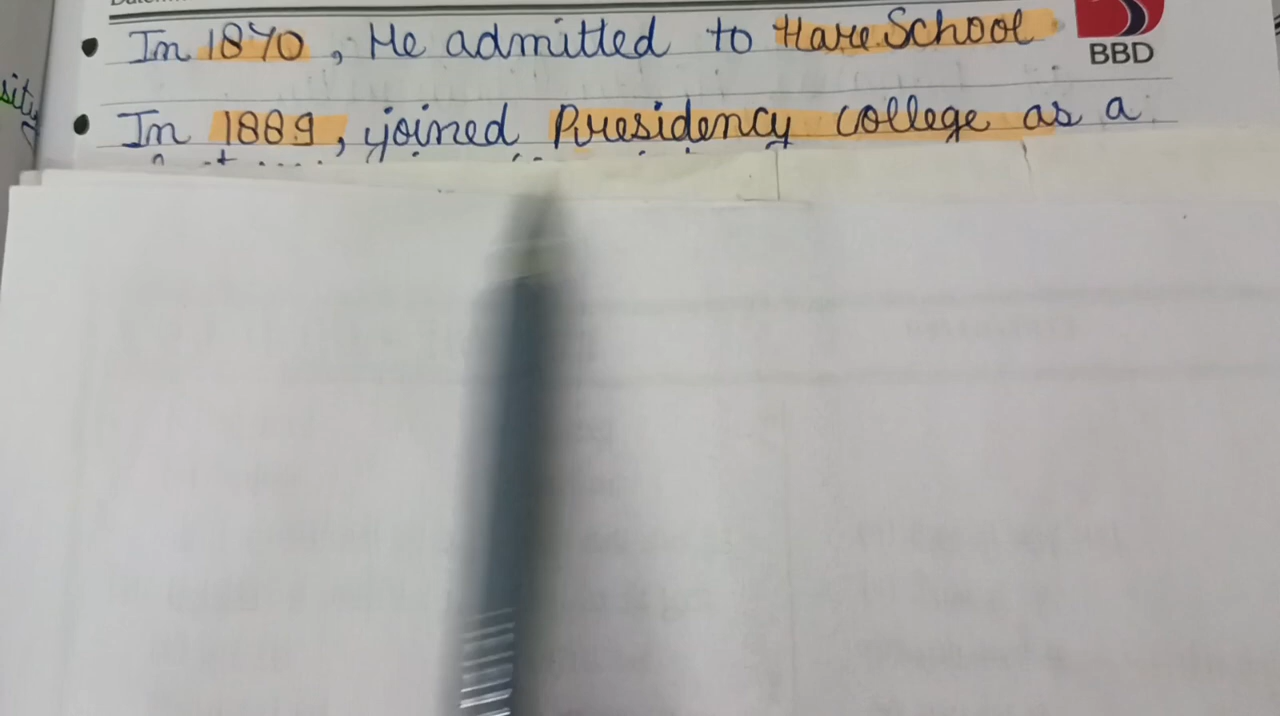 • In 1870, He admitted to Hare School
BBD
• In 1889, joined Presidency college as a